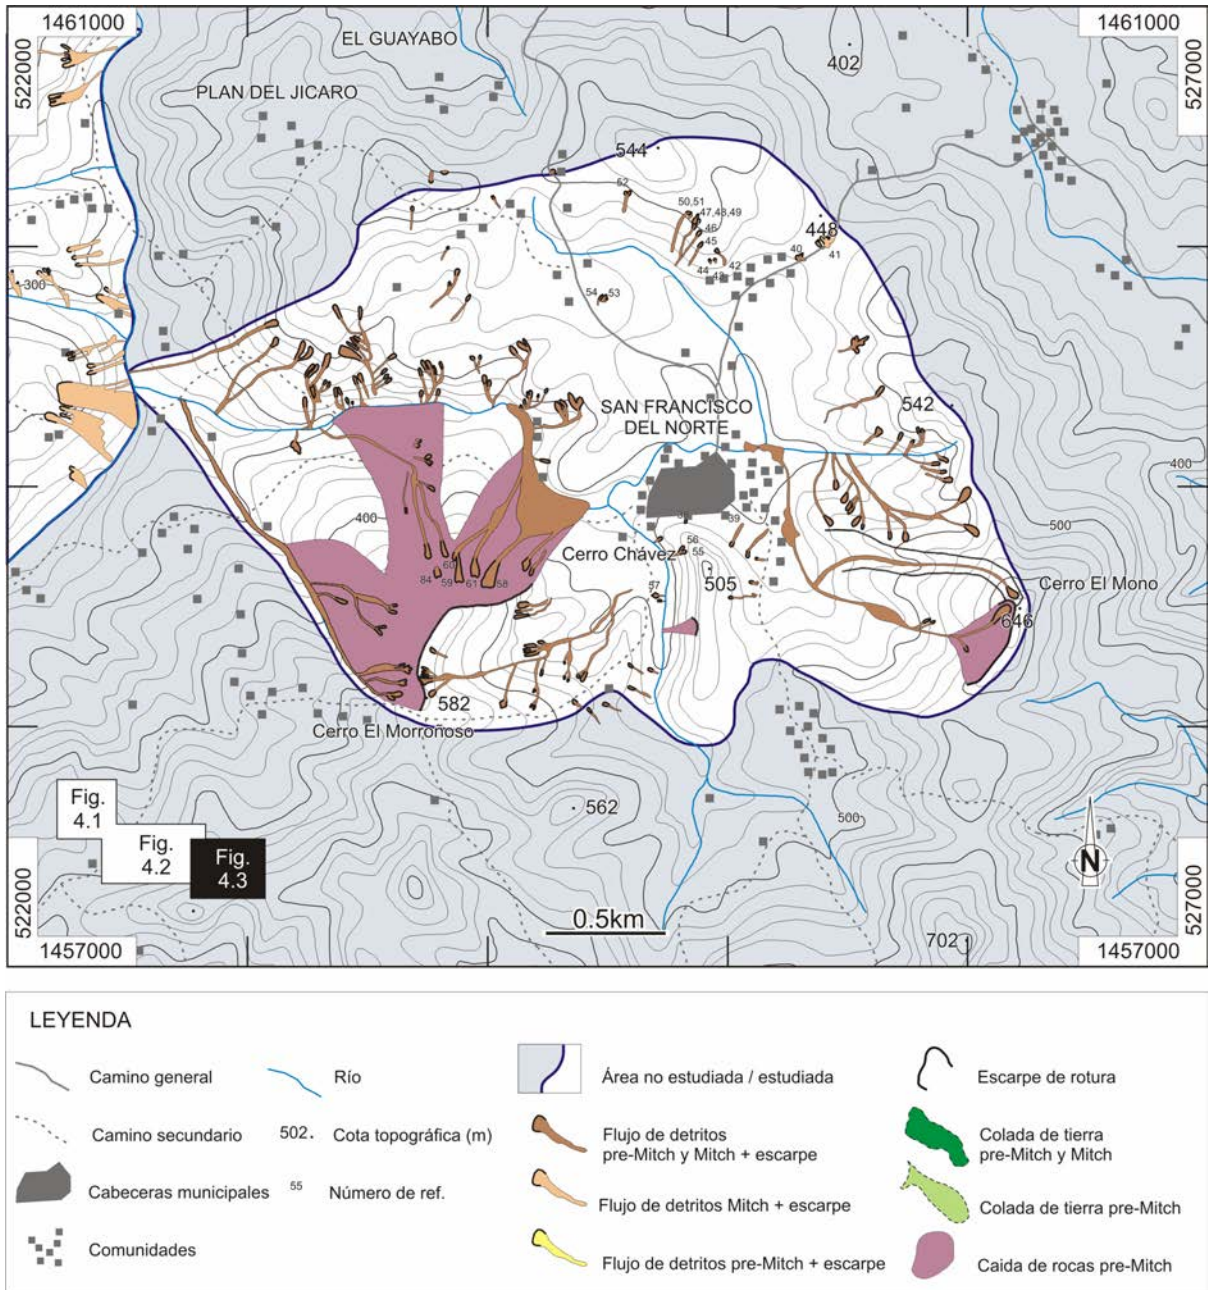 1461000
1461000
522000
527000
EL GUAYABO
402
PLAN DEL JICARO
544
52
50,51
47,48,49
46
45
448
40
41
44
43
42
300
54
53
SAN FRANCISCO
DEL NORTE
542
400
400
500
39
Cerro Chávez
56
55
505
Cerro El Mono
60
84
59
61
58
57
646
582
Cerro El Morroñoso
562
500
Fig.
4.1
Fig.
4.2
Fig.
4.3
N
0.5km
522000
527000
1457000
702
1457000
LEYENDA
Camino general
Río
Área no estudiada / estudiada
Escarpe de rotura
Camino secundario
502. Cota topográfica (m)
Flujo de detritos
pre-Mitch y Mitch + escarpe
Colada de tierra
pre-Mitch y Mitch
Cabeceras municipales
55 Número de ref.
Flujo de detritos Mitch + escarpe
Colada de tierra pre-Mitch
Comunidades
Flujo de detritos pre-Mitch + escarpe
Caida de rocas pre-Mitch